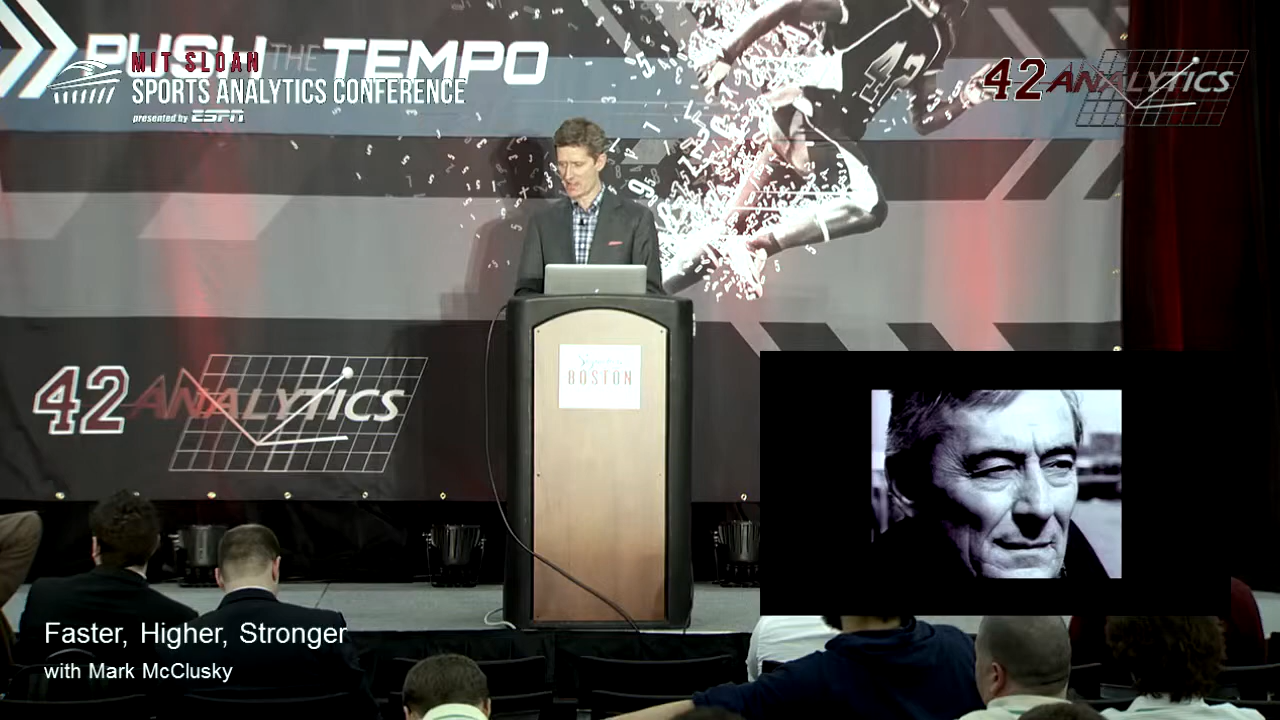 PUSH THE TEMPO
MIT SLOAN
SPORTS ANALYTICS CONFERENCE
presented by ESPN
42 ANALYTICS
42
42 ANALYTICS
BOSTON
Faster, Higher, Stronger
with Mark McClusky